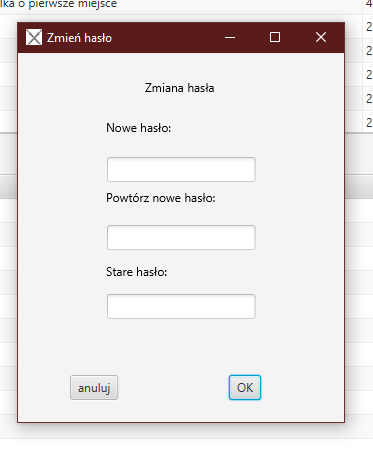 lka o pierwsze miejsce
4
2
Zmień hasło
2
2
Zmiana hasła
2
Nowe hasło:
2
Powtórz nowe hasło:
Stare hasło:
anuluj
OK